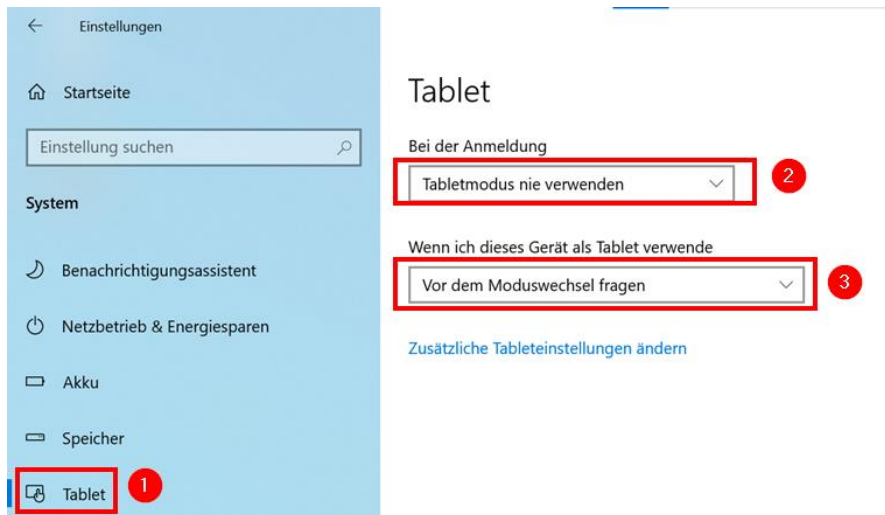 Einstellungen
Startseite
Einstellung suchen
System
Benachrichtigungsassistent
Netzbetrieb & Energiesparen
Akku
Speicher
Tablet
1
Tablet
Bei der Anmeldung
Tabletmodus nie verwenden
2
Wenn ich dieses Gerät als Tablet verwende
Vor dem Moduswechsel fragen
3
Zusätzliche Tableteinstellungen ändern